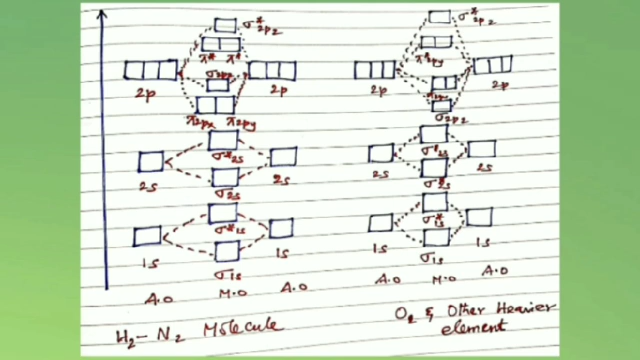 σ*2pz
π* π*
σ2pz
2p 2p
π2px π2py
σ*2s
2s 2s
σ2s
σ*1s
1s 1s
σ1s
A.O M.O A.O
H2-N2 Molecule
σ*2pz
π*2py
2p 2p
σ2pz
2s 2s
σ*1s
1s 1s
σ1s
A.O M.O A.O
O2 & Other Heavier
element